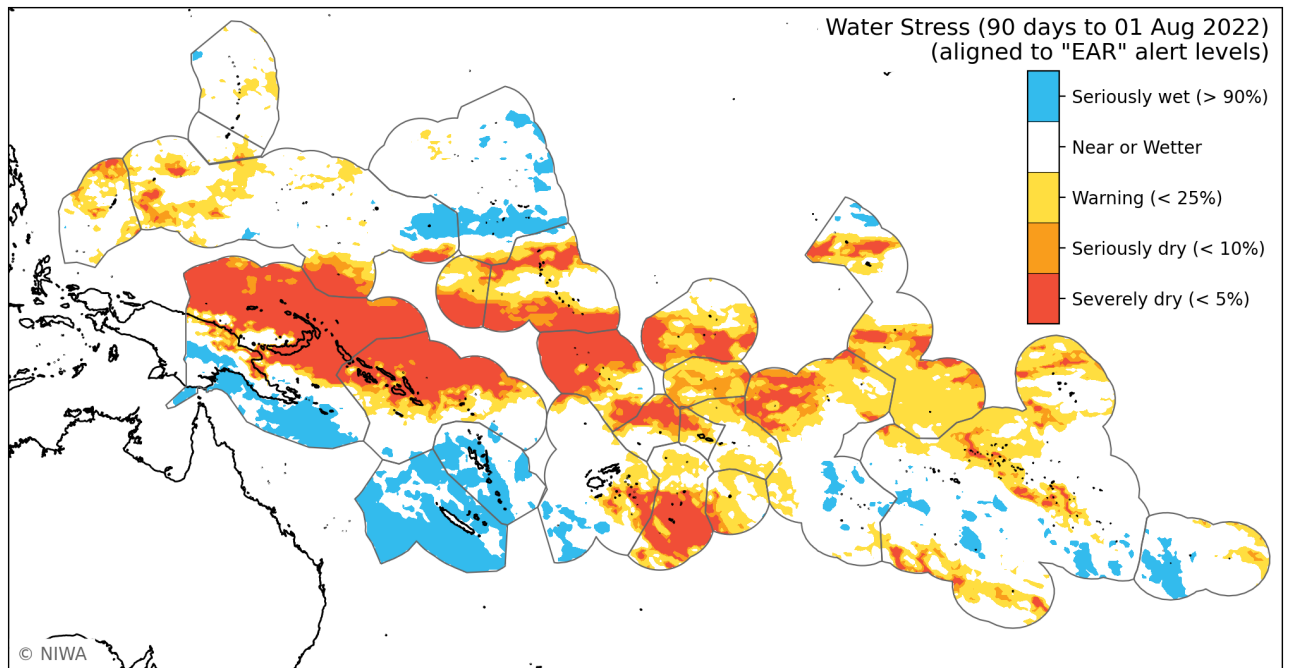 Water Stress (90 days to 01 Aug 2022)
(aligned to "EAR" alert levels)
Seriously wet (> 90%)
Near or Wetter
Warning (< 25%)
Seriously dry (< 10%)
Severely dry (< 5%)
© NIWA